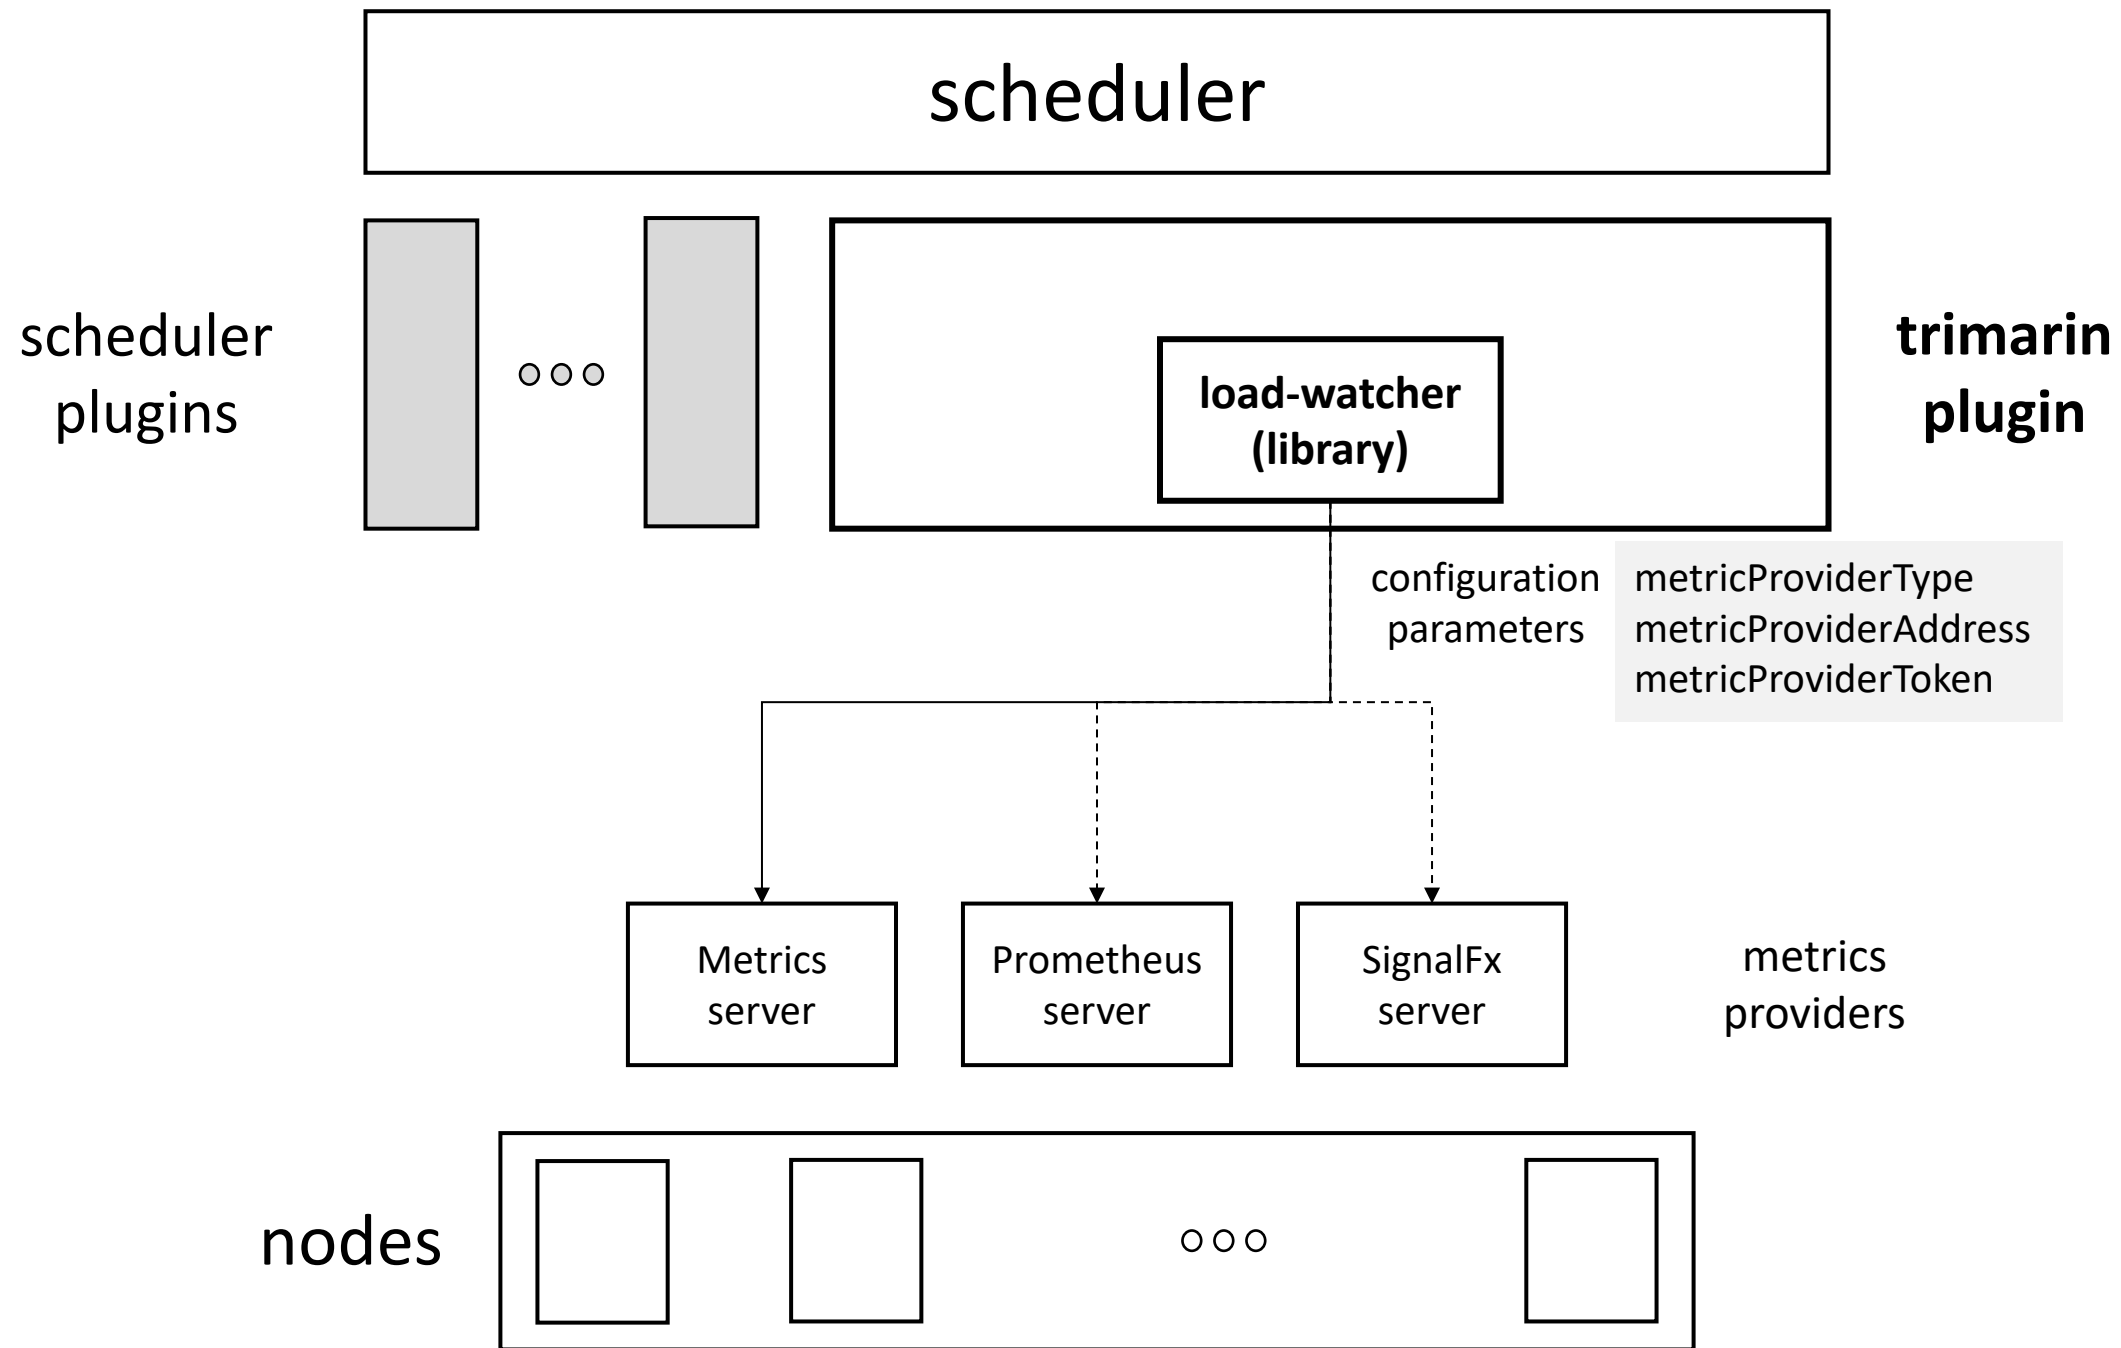 scheduler
scheduler
plugins
load-watcher
(library)
trimarin
plugin
configuration
parameters
metricProviderType
metricProviderAddress
metricProviderToken
Metrics
server
Prometheus
server
SignalFx
server
metrics
providers
nodes